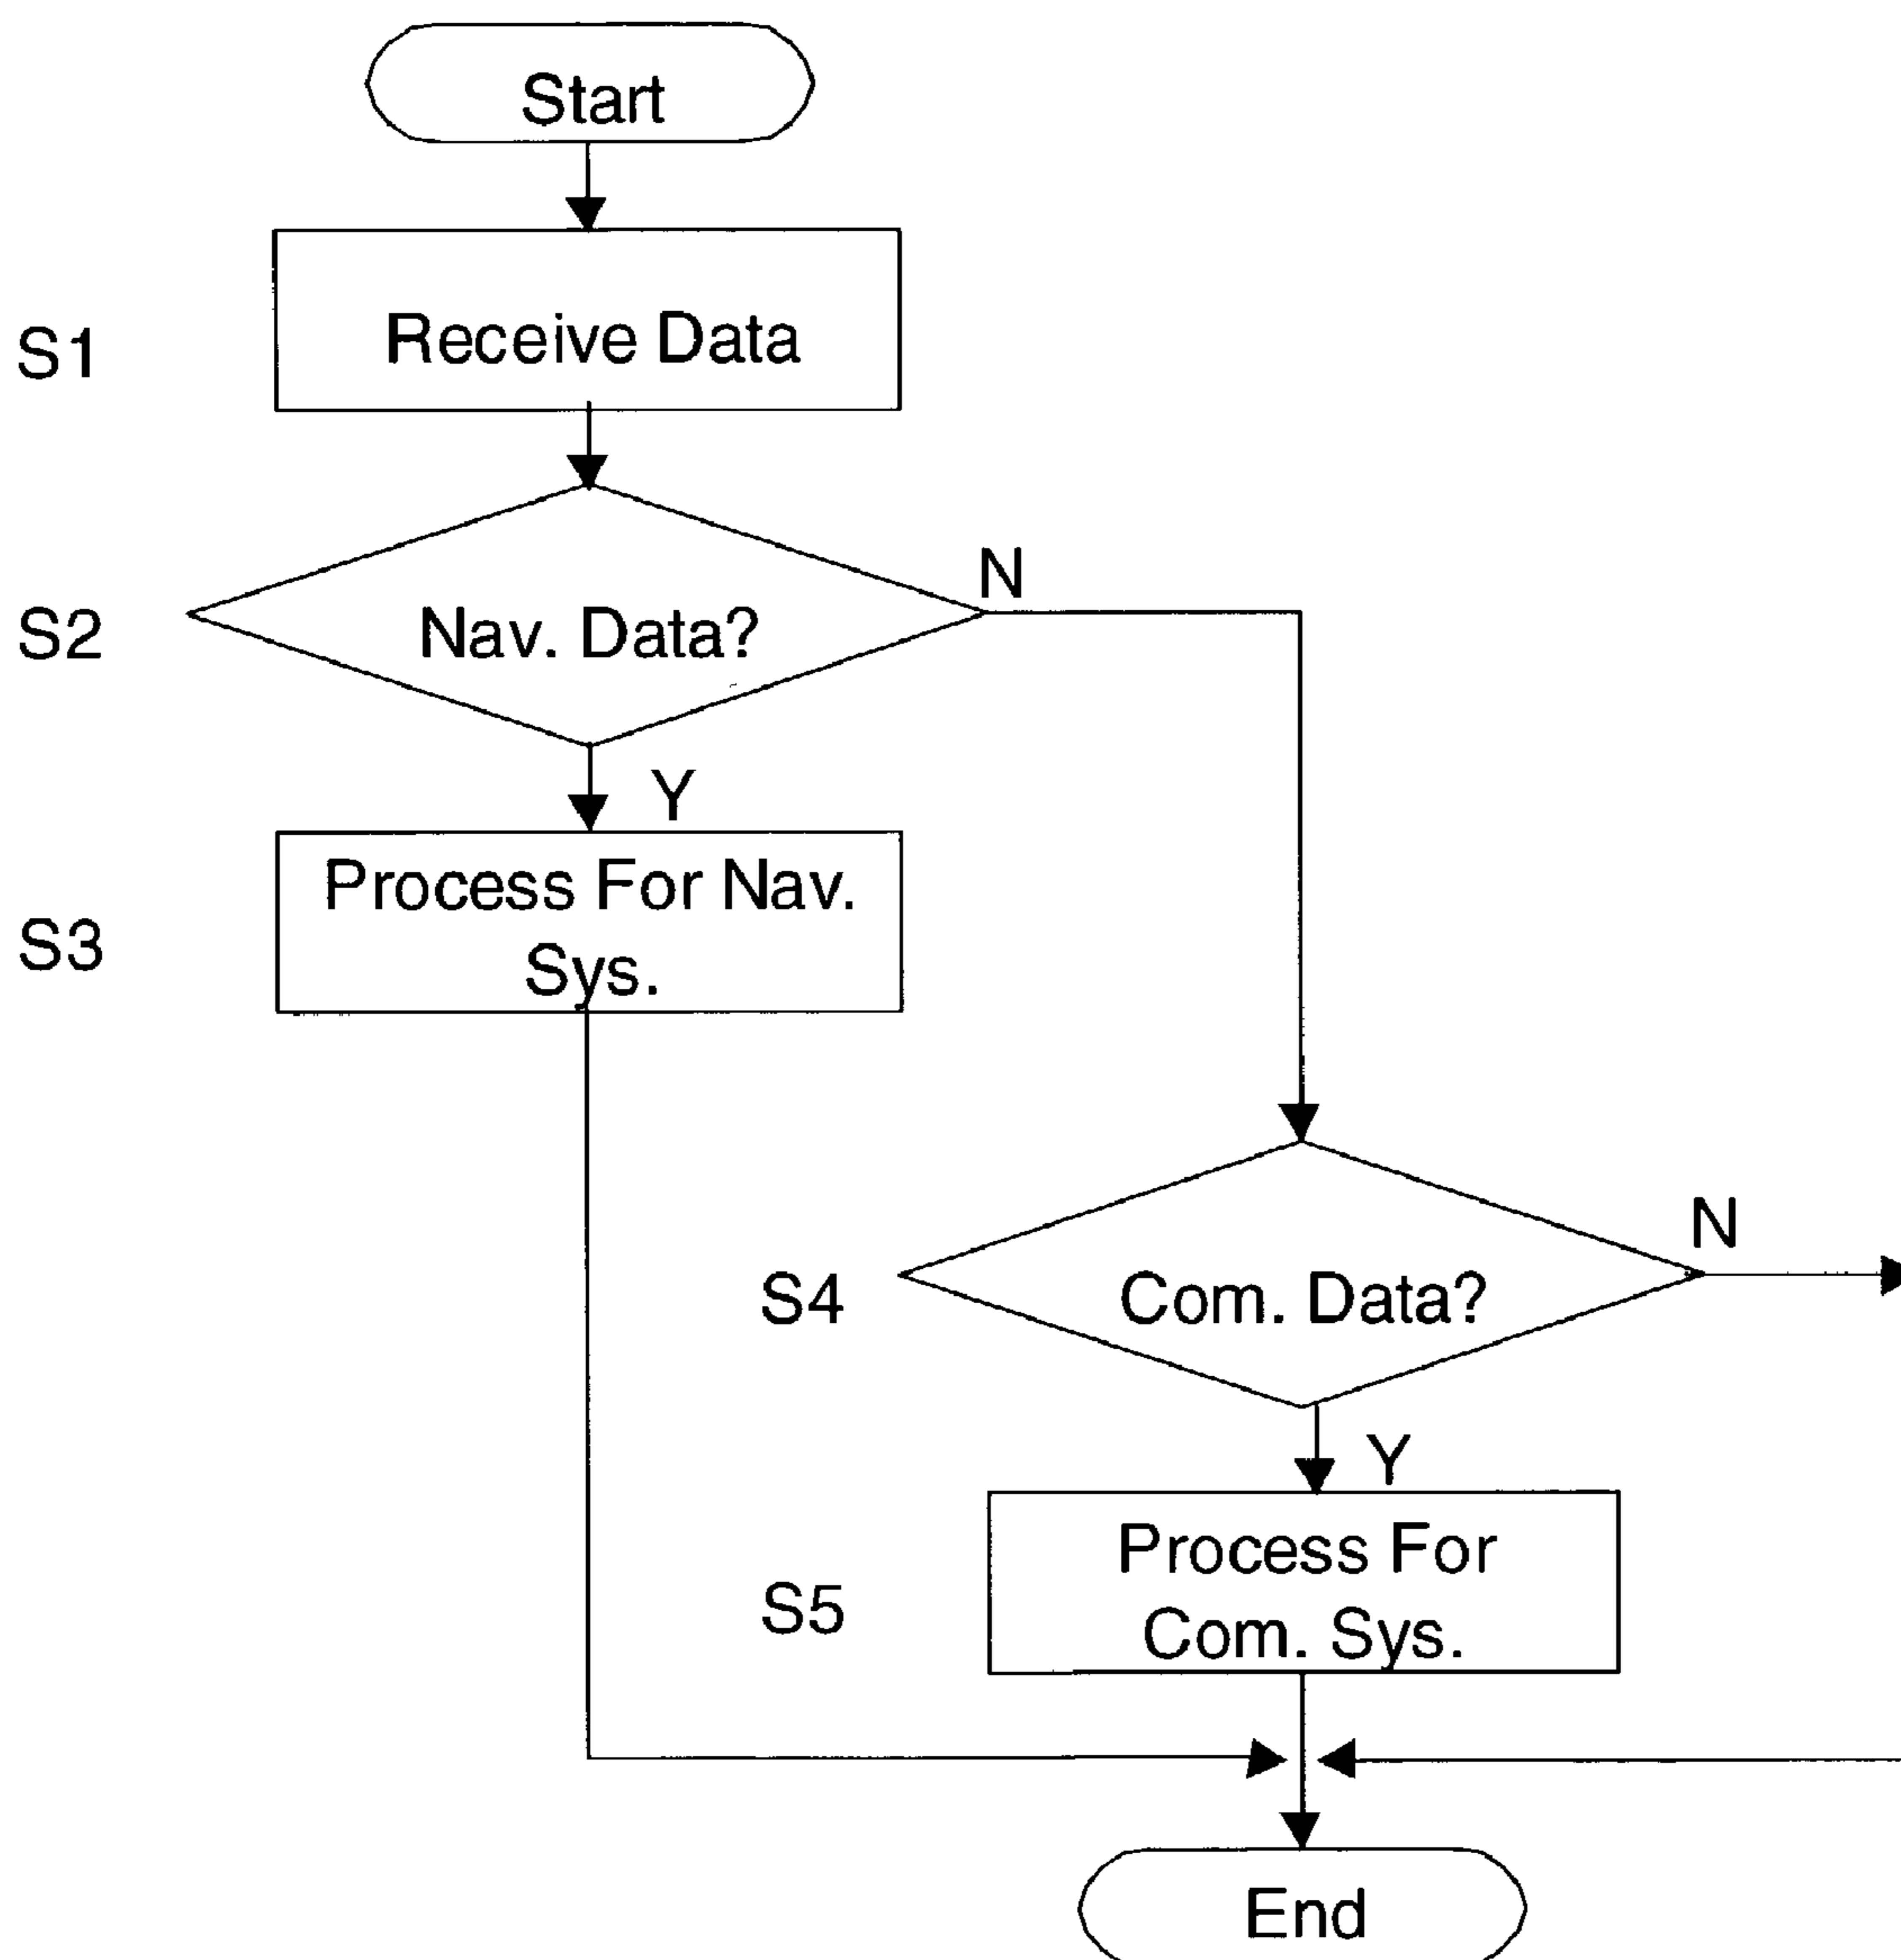 Start
S1
Receive Data
S2
Nav. Data?
N
Y
S3
Process For Nav.
Sys.
S4
Com. Data?
N
Y
S5
Process For
Com. Sys.
End